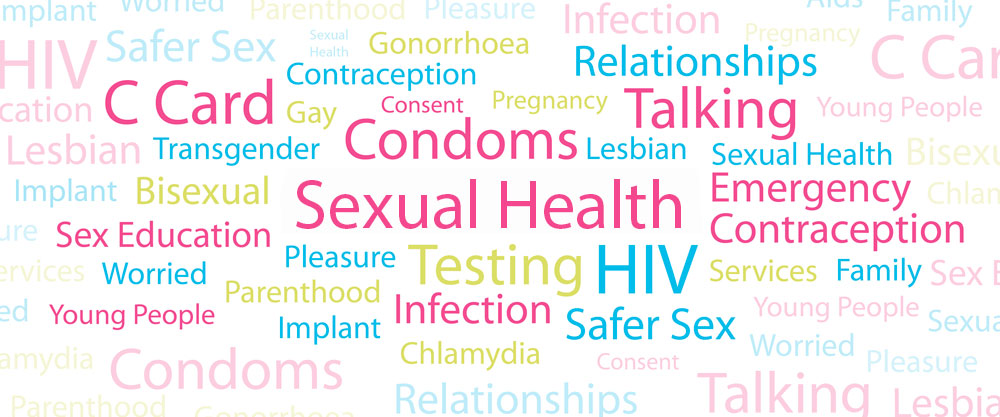 Implant Worried Parenthood Pleasure Infection Aids Family
HIV Safer Sex Sexual Health Gonorrhoea Relationships Pregnancy C Car
Contraception
cation C Card Gay Consent Pregnancy Talking Young People
Lesbian Transgender Condoms Lesbian Sexual Health Bisexu
Implant Bisexual Sexual Health Emergency Contraception Chlam
ure Sex Education
Pleasure Testing HIV Services Family Sex E
ervices Worried
Parenthood
ed Young People Infection Young People
Implant Safer Sex Sexua
amydia Chlamydia Consent Worried Pleasure
Condoms
Parenthood Gonorrhoea Relationships Talking Lesbia